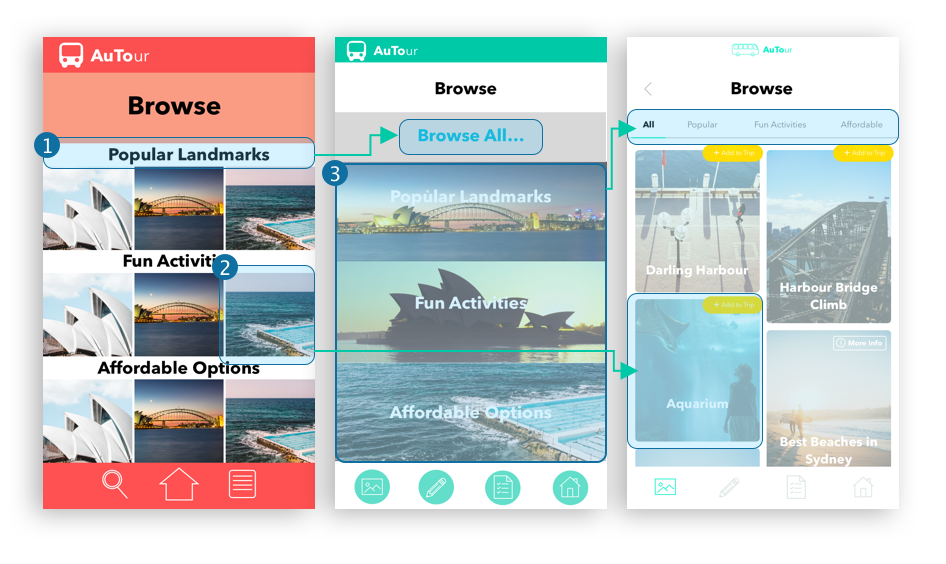 AuTour
Browse
1
Popular Landmarks
Fun Activiti
2
Affordable Options
AuTour
Browse
Browse All...
3
Popular Landmarks
Fun Activities
Affordable Options
AuTour
Browse
All Popular Fun Activities Affordable
+ Add to Trip
+ Add to Trip
Darling Harbour
Harbour Bridge
Climb
+ Add to Trip
Aquarium
More Info
Best Beaches in
Sydney